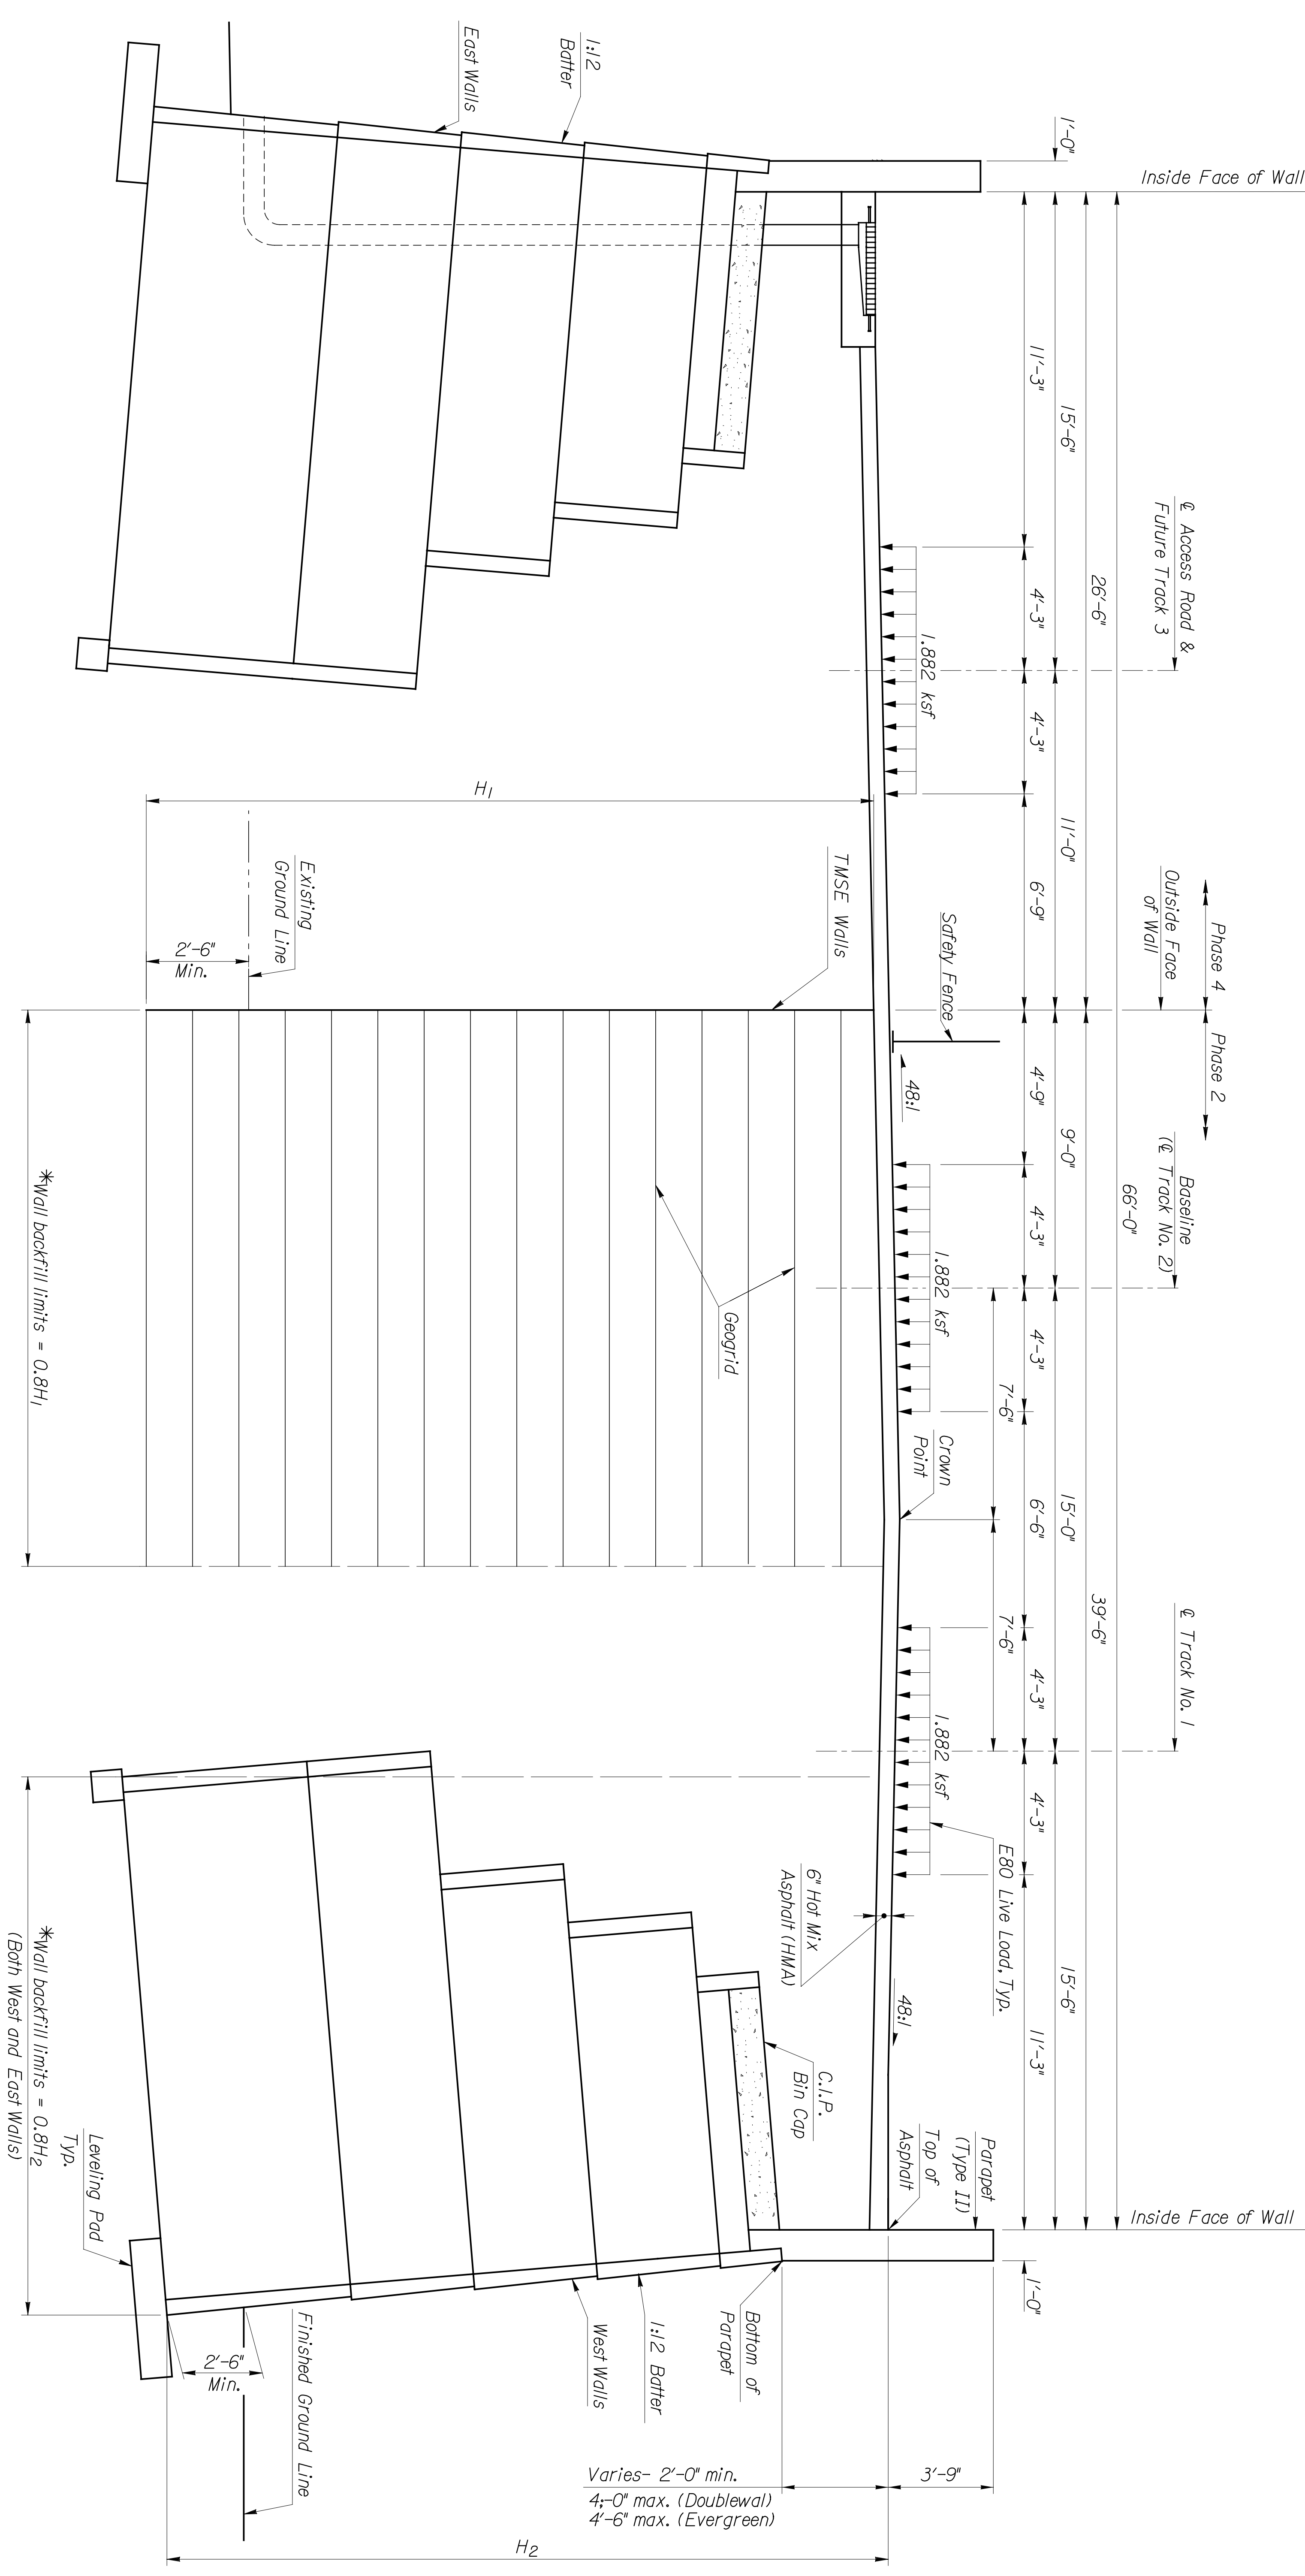 Inside Face of Wall
1'-0"
11'-3"
15'-6"
26'-6"
℄ Access Road &
Future Track 3
4'-3"
4'-3"
1.882 ksf
11'-0"
6'-9"
Outside Face
of Wall
Phase 4
Phase 2
Safety Fence
48:1
4'-9"
9'-0"
Baseline
(℄ Track No. 2)
66'-0"
4'-3"
4'-3"
1.882 ksf
7'-6"
Crown
Point
6'-6"
15'-0"
39'-6"
7'-6"
℄ Track No. 1
4'-3"
4'-3"
1.882 ksf
E80 Live Load, Typ.
6" Hot Mix
Asphalt (HMA)
48:1
15'-6"
11'-3"
Parapet
(Type II)
Top of
Asphalt
Inside Face of Wall
1'-0"
1:12
Batter
East Walls
H1
TMSE Walls
Existing
Ground Line
2'-6"
Min.
Geogrid
*Wall backfill limits = 0.8H1
C.I.P.
Bin Cap
Bottom of
Parapet
1:12 Batter
West Walls
Finished Ground Line
2'-6"
Min.
Leveling Pad
Typ.
*Wall backfill limits = 0.8H2
(Both West and East Walls)
3'-9"
Varies- 2'-0" min.
4;-0" max. (Doublewal)
4'-6" max. (Evergreen)
H2